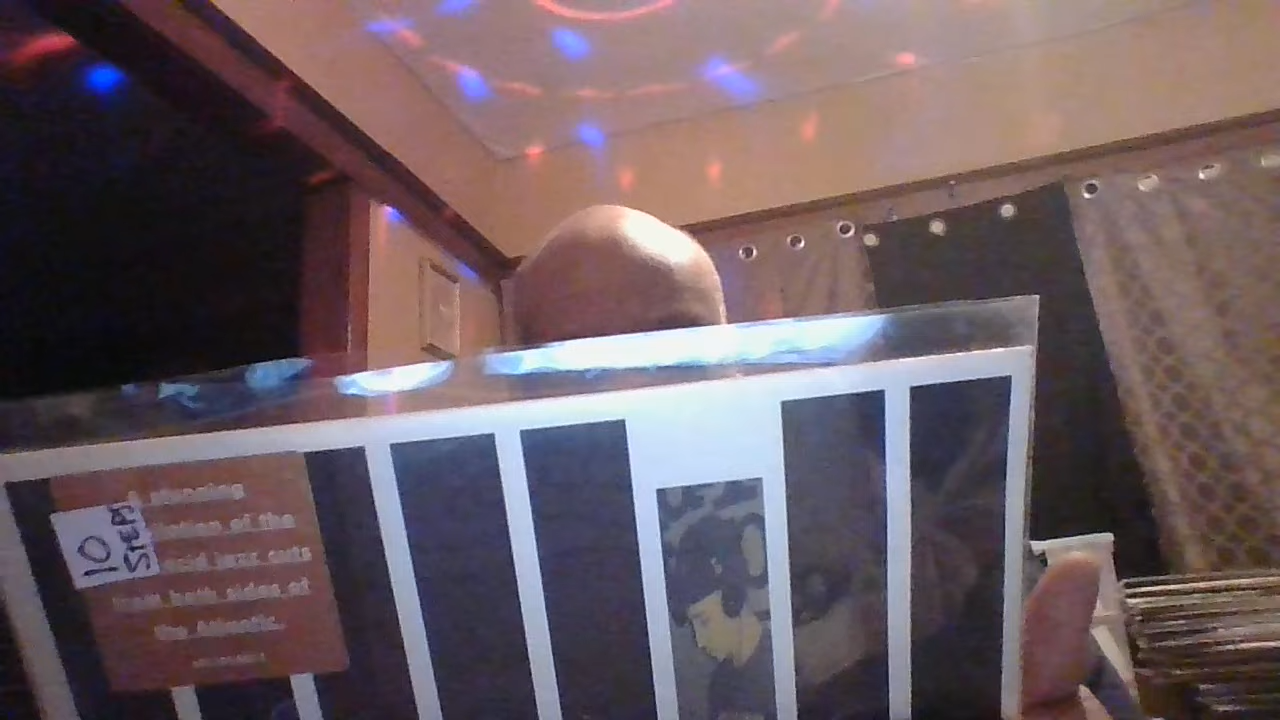 A stunning
of the
acid jazz cuts
from both sides of
the Atlantic.
10
STEPS